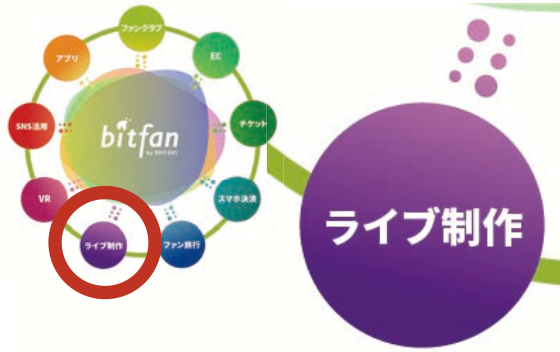 ファンクラブ
アプリ
EC
SNS活用
bitfan
チケット
VR
スマホ決済
ライブ制作
ファン旅行
ライブ制作